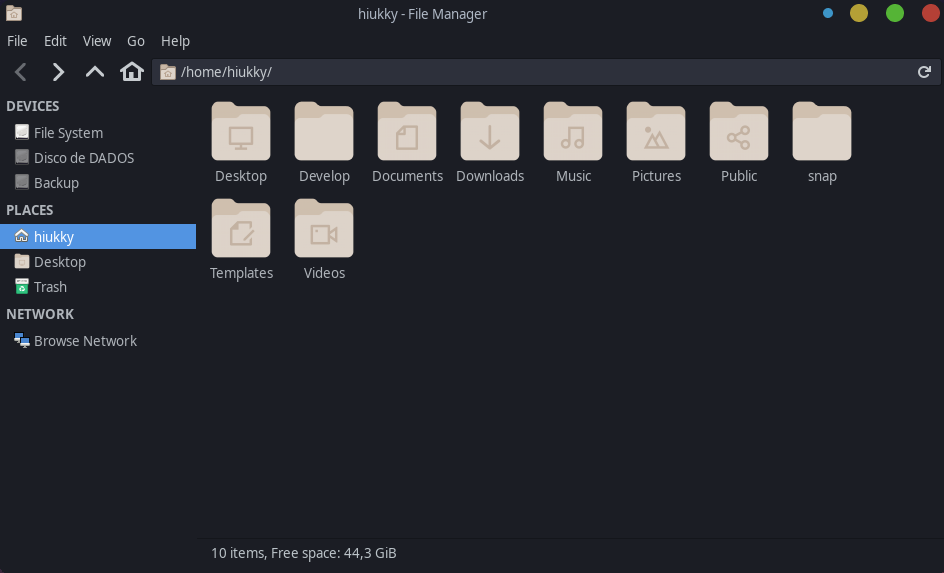 hiukky - File Manager
File Edit View Go Help
/home/hiukky/
DEVICES
File System
Disco de DADOS
Backup
PLACES
hiukky
Desktop
Trash
NETWORK
Browse Network
Desktop Develop Documents Downloads Music Pictures Public snap
Templates Videos
10 items, Free space: 44,3 GiB